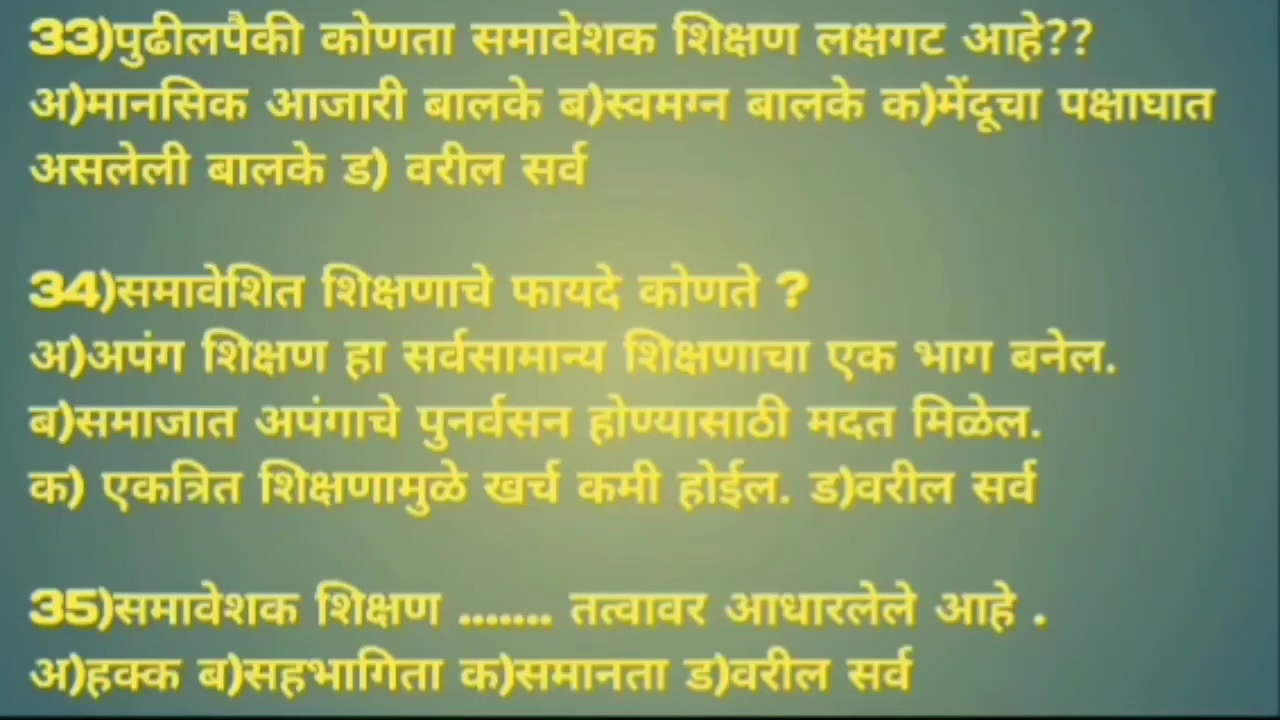 33)पुढीलपैकी कोणता समावेशक शिक्षण लक्षगट आहे??
अ)मानसिक आजारी बालके ब)स्वमग्न बालके क)मेंदूचा पक्षाघात
असलेली बालके ड) वरील सर्व
34)समावेशित शिक्षणाचे फायदे कोणते ?
अ)अपंग शिक्षण हा सर्वसामान्य शिक्षणाचा एक भाग बनेल.
ब)समाजात अपंगाचे पुनर्वसन होण्यासाठी मदत मिळेल.
क) एकत्रित शिक्षणामुळे खर्च कमी होईल. ड)वरील सर्व
35)समावेशक शिक्षण ....... तत्वावर आधारलेले आहे .
अ)हक्क ब)सहभागिता क)समानता ड)वरील सर्व